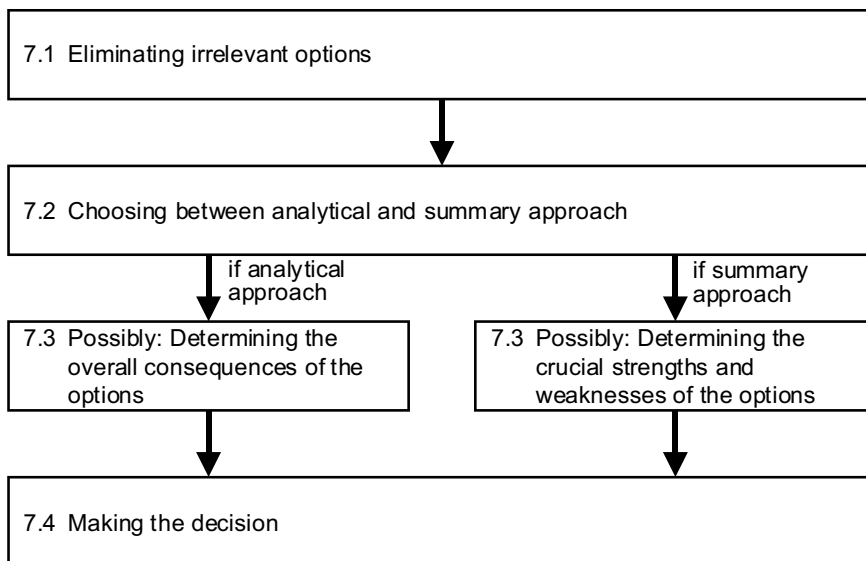 7.1 Eliminating irrelevant options
7.2 Choosing between analytical and summary approach
if analytical
approach
if summary
approach
7.3 Possibly: Determining the
overall consequences of the
options
7.3 Possibly: Determining the
crucial strengths and
weaknesses of the options
7.4 Making the decision